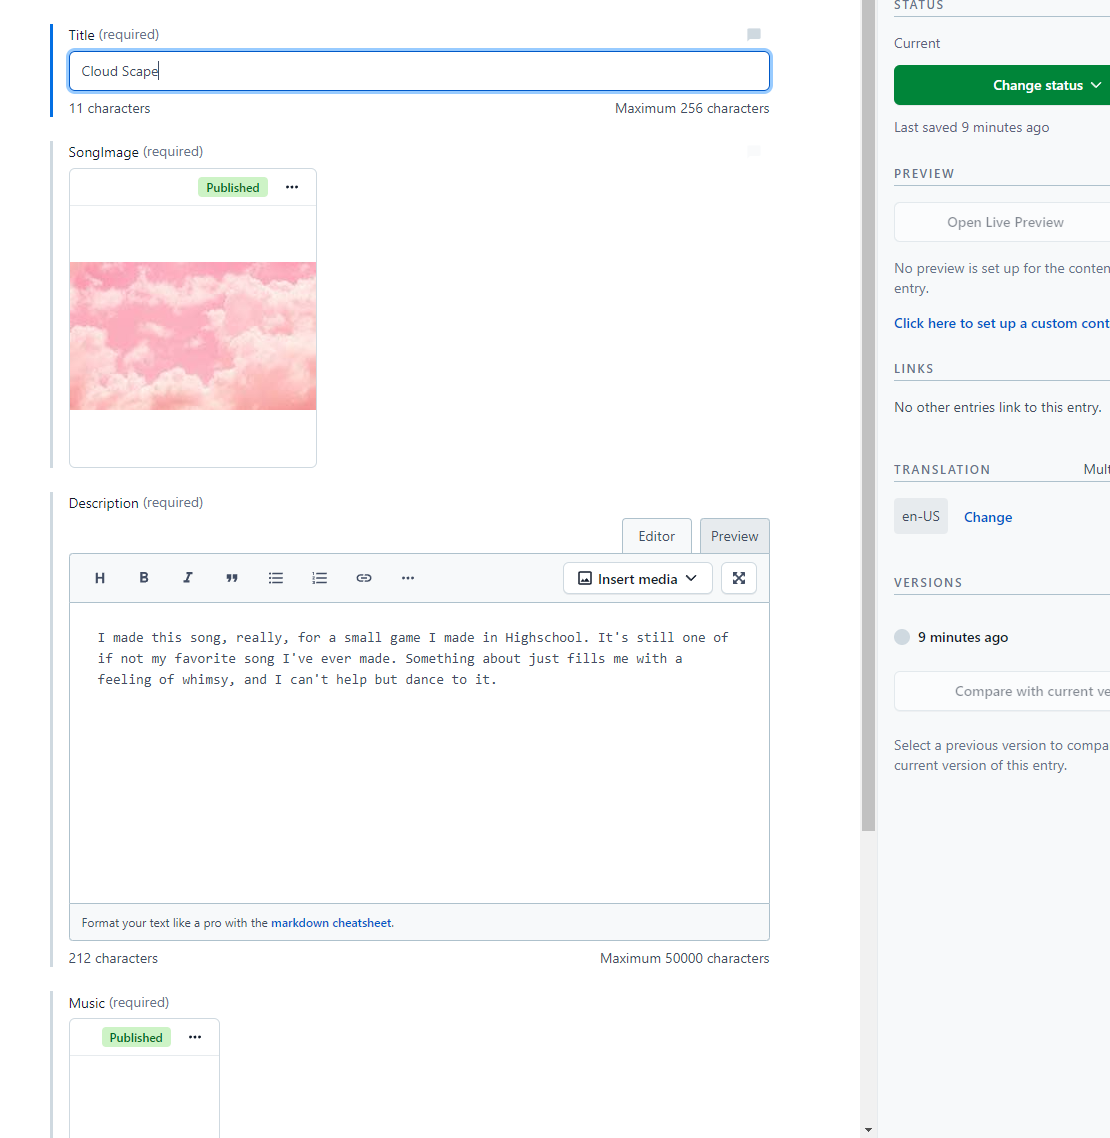 Title (required)
Cloud Scape
11 characters
Maximum 256 characters
SongImage (required)
Published
Description (required)
Editor
Preview
H B I
Insert media
I made this song, really, for a small game I made in Highschool. It's still one of
if not my favorite song I've ever made. Something about just fills me with a
feeling of whimsy, and I can't help but dance to it.
Format your text like a pro with the markdown cheatsheet.
212 characters
Maximum 50000 characters
Music (required)
Published
STATUS
Current
Change status
Last saved 9 minutes ago
PREVIEW
Open Live Preview
No preview is set up for the conten
entry.
Click here to set up a custom cont
LINKS
No other entries link to this entry.
TRANSLATION
Mult
en-US
Change
VERSIONS
9 minutes ago
Compare with current ve
Select a previous version to compa
current version of this entry.